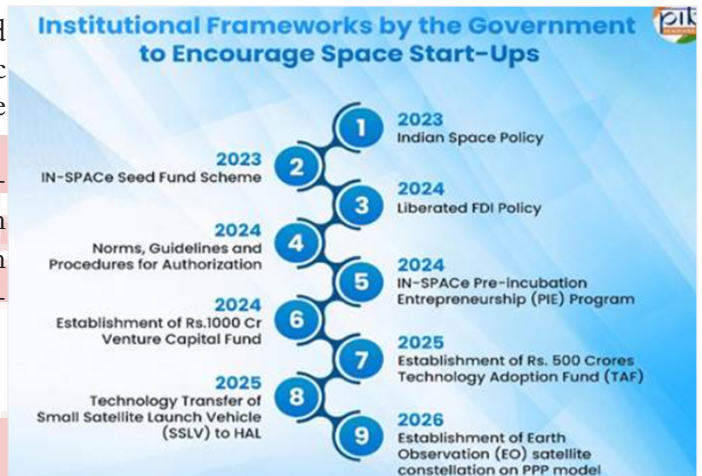 Institutional Frameworks by the Government
to Encourage Space Start-Ups
pib
1
2023
Indian Space Policy
2023
IN-SPACe Seed Fund Scheme
2
3
2024
Liberated FDI Policy
2024
Norms, Guidelines and
Procedures for Authorization
4
5
2024
IN-SPACe Pre-incubation
Entrepreneurship (PIE) Program
2024
Establishment of Rs.1000 Cr
Venture Capital Fund
6
7
2025
Establishment of Rs. 500 Crores
Technology Adoption Fund (TAF)
2025
Technology Transfer of
Small Satellite Launch Vehicle
(SSLV) to HAL
8
9
2026
Establishment of Earth
Observation (EO) satellite
constellation on PPP model